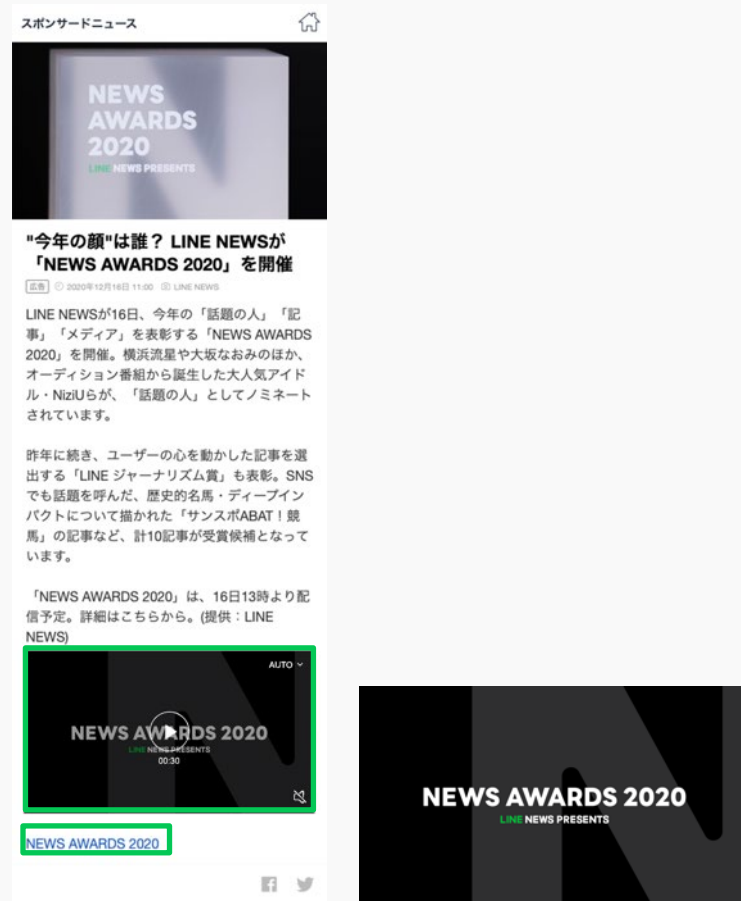 スポンサードニュース
NEWS
AWARDS
2020
LINE NEWS PRESENTS
"今年の顔"は誰？ LINE NEWSが
「NEWS AWARDS 2020」を開催
広告 2020年12月16日 11:00 LINE NEWS
LINE NEWSが16日、今年の「話題の人」「記
事」「メディア」を表彰する「NEWS AWARDS
2020」を開催。横浜流星や大坂なおみのほか、
オーディション番組から誕生した大人気アイド
ル・NiziUらが、「話題の人」としてノミネート
されています。
昨年に続き、ユーザーの心を動かした記事を選
出する「LINE ジャーナリズム賞」も表彰。SNS
でも話題を呼んだ、歴史的名馬・ディープイン
パクトについて描かれた「サンスポABAT！競
馬」の記事など、計10記事が受賞候補となって
います。
「NEWS AWARDS 2020」は、16日13時より配
信予定。詳細はこちらから。(提供：LINE
NEWS)
AUTO
NEWS AWARDS 2020
LINE NEWS PRESENTS
00:30
NEWS AWARDS 2020
NEWS AWARDS 2020
LINE NEWS PRESENTS